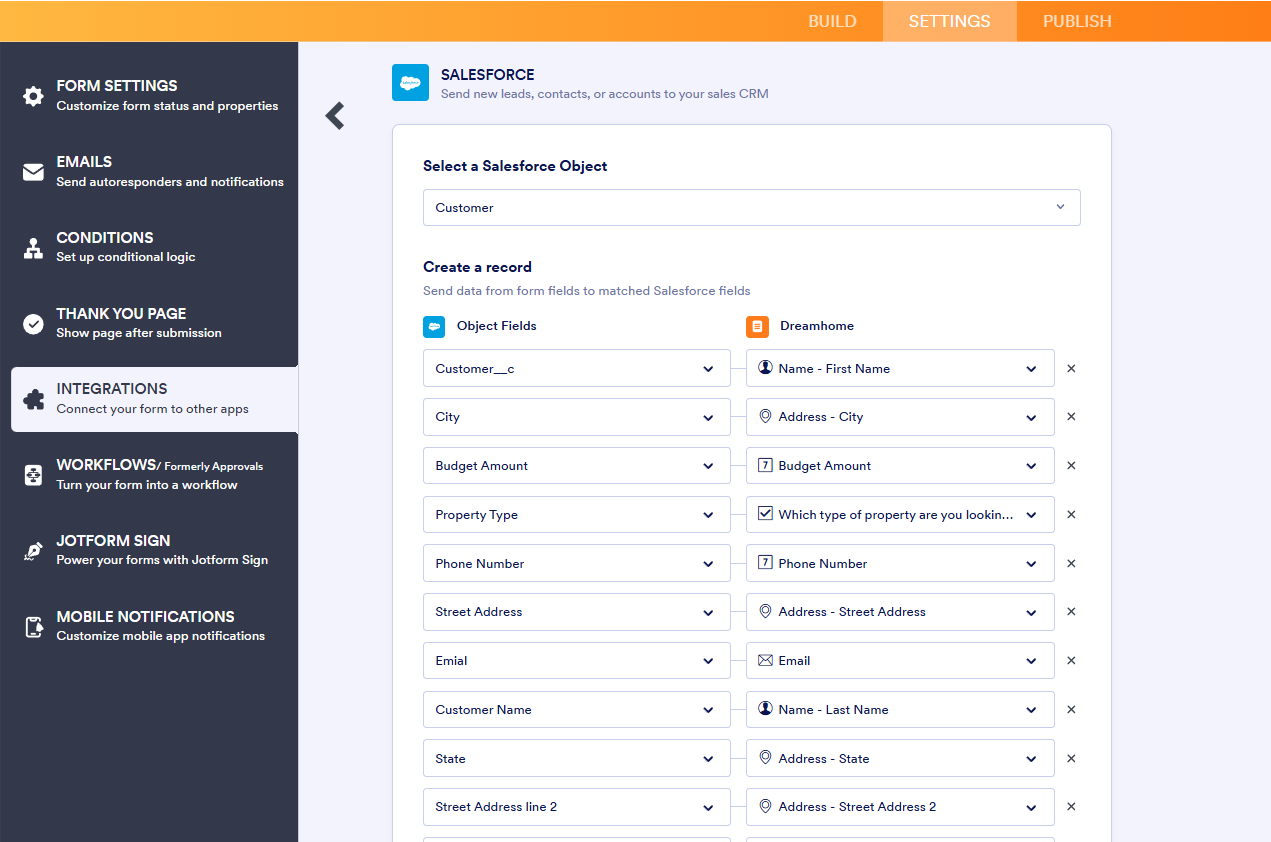 BUILD
SETTINGS
PUBLISH
FORM SETTINGS
Customize form status and properties
EMAILS
Send autoresponders and notifications
CONDITIONS
Set up conditional logic
THANK YOU PAGE
Show page after submission
INTEGRATIONS
Connect your form to other apps
WORKFLOWS/ Formerly Approvals
Turn your form into a workflow
JOTFORM SIGN
Power your forms with Jotform Sign
MOBILE NOTIFICATIONS
Customize mobile app notifications
SALESFORCE
Send new leads, contacts, or accounts to your sales CRM
Select a Salesforce Object
Customer
Create a record
Send data from form fields to matched Salesforce fields
Object Fields
Dreamhome
Customer__c
Name - First Name
City
Address - City
Budget Amount
7 Budget Amount
Property Type
Which type of property are you lookin...
Phone Number
7 Phone Number
Street Address
Address - Street Address
Emial
Email
Customer Name
Name - Last Name
State
Address - State
Street Address line 2
Address - Street Address 2